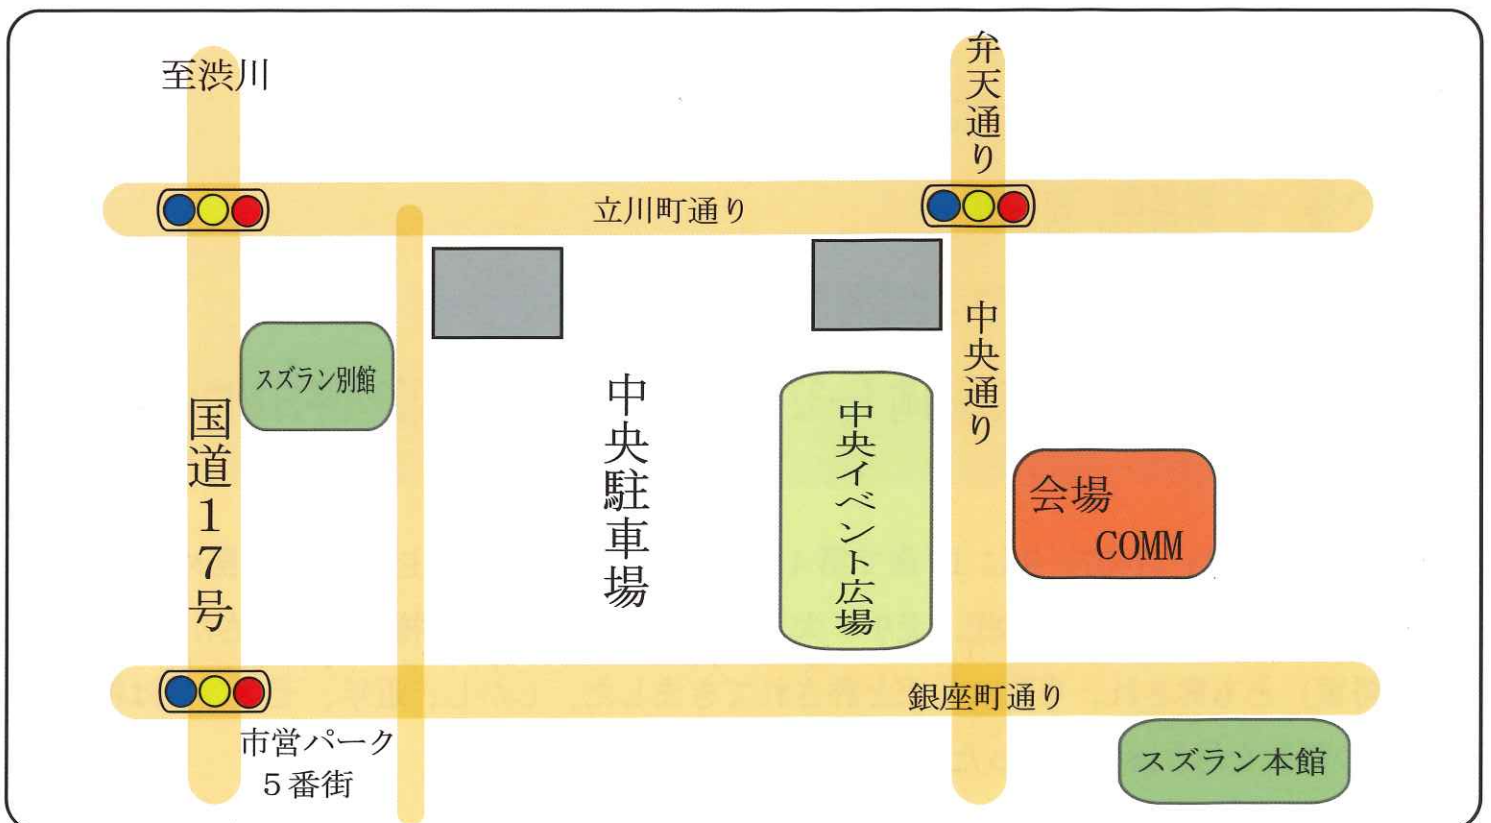 至渋川
弁天通り
立川町通り
中央通り
スズラン別館
国道17号
中央駐車場
中央イベント広場
会場
COMM
銀座町通り
市営パーク
５番街
スズラン本館